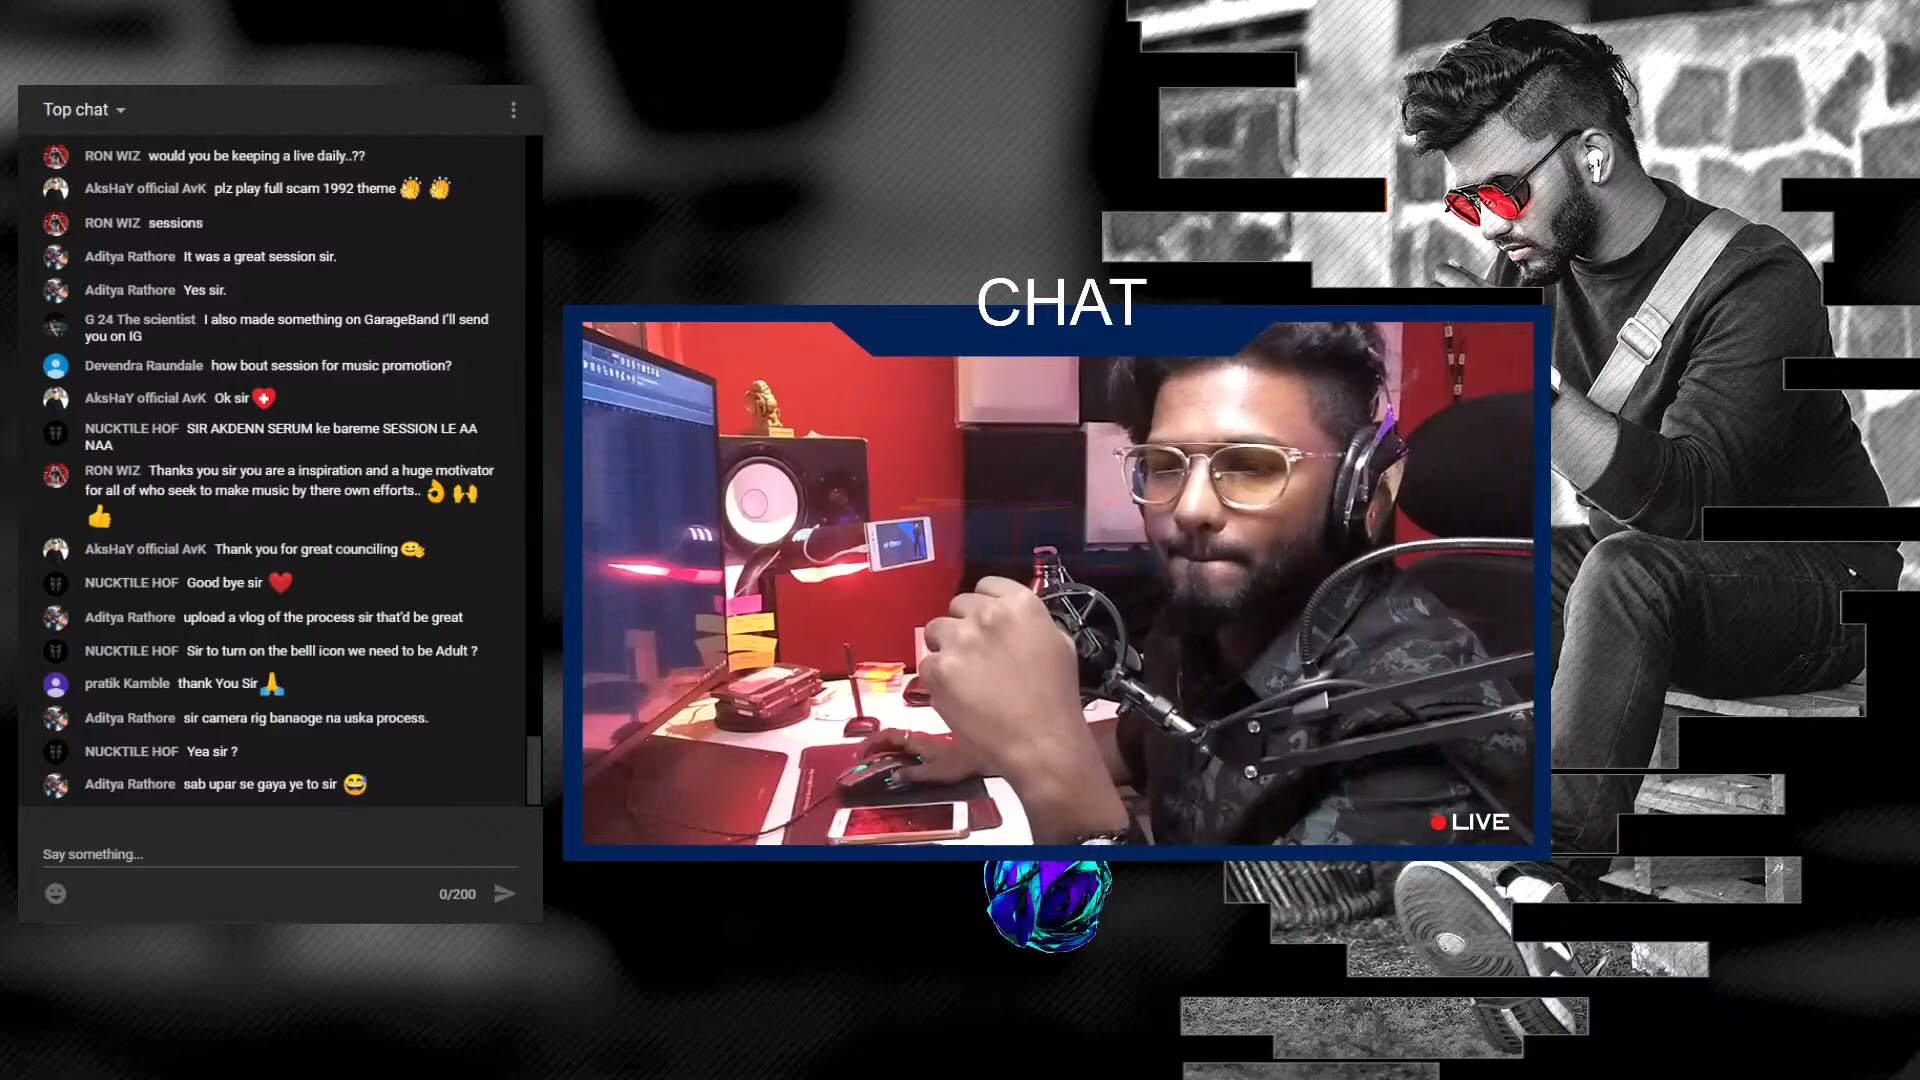 Top chat
RON WIZ would you be keeping a live daily..??
AksHaY official AvK plz play full scam 1992 theme 👏 👏
RON WIZ sessions
Aditya Rathore It was a great session sir.
Aditya Rathore Yes sir.
G 24 The scientist I also made something on GarageBand I'll send
you on IG
Devendra Raundale how bout session for music promotion?
AksHaY official AvK Ok sir
NUCKTILE HOF SIR AKDENN SERUM ke bareme SESSION LE AA
NAA
RON WIZ Thanks you sir you are a inspiration and a huge motivator
for all of who seek to make music by there own efforts.. 👌 🙌
👍
AksHaY official AvK Thank you for great counciling
NUCKTILE HOF Good bye sir ❤
Aditya Rathore upload a vlog of the process sir that'd be great
NUCKTILE HOF Sir to turn on the belll icon we need to be Adult ?
pratik Kamble thank You Sir 🙏
Aditya Rathore sir camera rig banaoge na uska process.
NUCKTILE HOF Yea sir ?
Aditya Rathore sab upar se gaya ye to sir 😅
Say something...
0/200
CHAT
LIVE